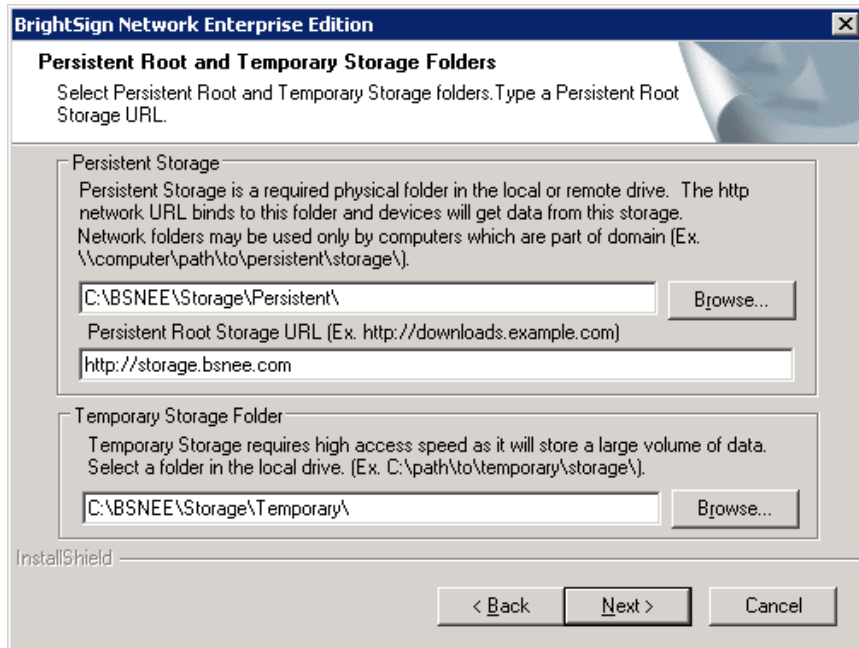 BrightSign Network Enterprise Edition
Persistent Root and Temporary Storage Folders
Select Persistent Root and Temporary Storage folders.Type a Persistent Root
Storage URL.
Persistent Storage
Persistent Storage is a required physical folder in the local or remote drive.  The http
network URL binds to this folder and devices will get data from this storage.
Network folders may be used only by computers which are part of domain (Ex.
\\computer\path\to\persistent\storage\).
C:\BSNEE\Storage\Persistent\
Browse...
Persistent Root Storage URL (Ex. http://downloads.example.com)
http://storage.bsnee.com
Temporary Storage Folder
Temporary Storage requires high access speed as it will store a large volume of data.
Select a folder in the local drive. (Ex. C:\path\to\temporary\storage\).
C:\BSNEE\Storage\Temporary\
Browse...
InstallShield
< Back
Next >
Cancel